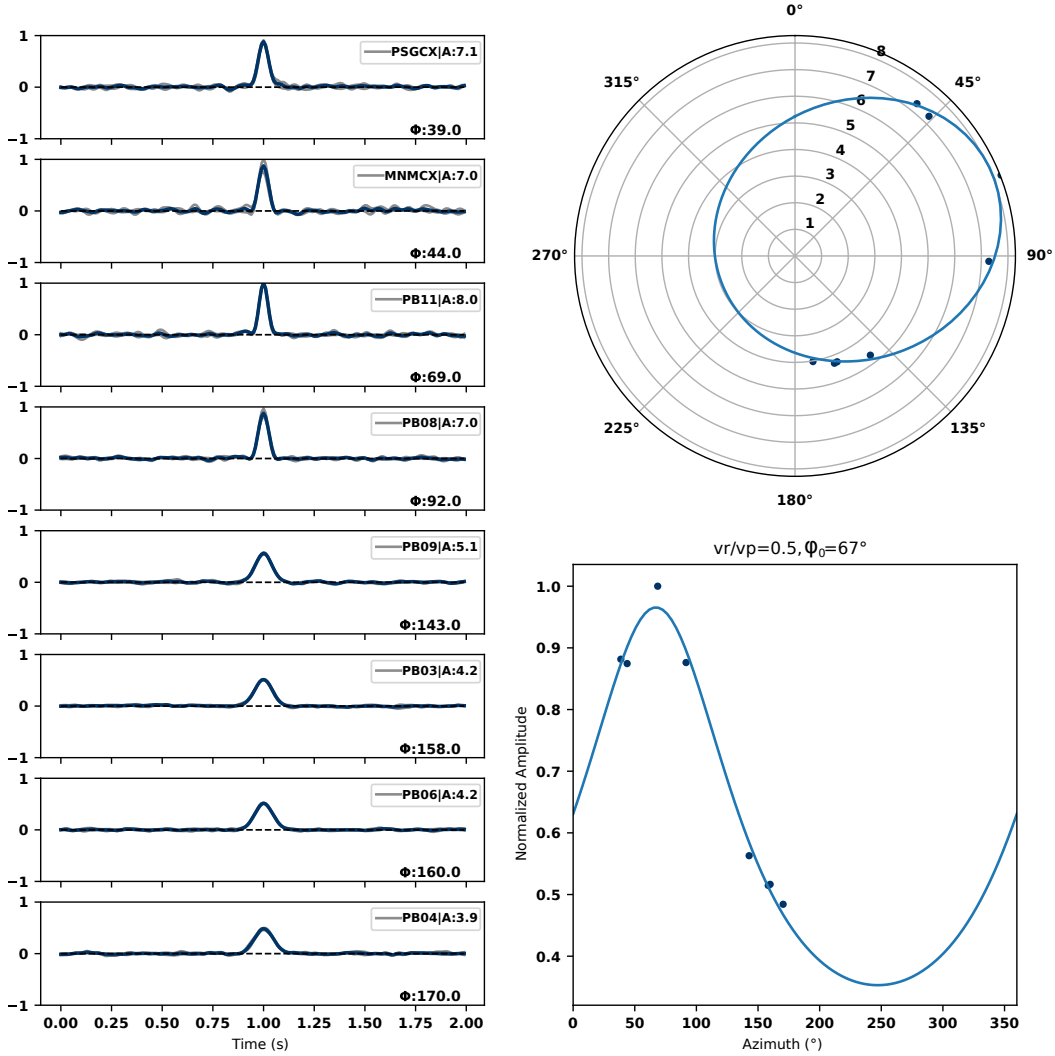 1
0
−1
PSGCX|A:7.1
Φ:39.0
1
0
−1
MNMCX|A:7.0
Φ:44.0
1
0
−1
PB11|A:8.0
Φ:69.0
1
0
−1
PB08|A:7.0
Φ:92.0
1
0
−1
PB09|A:5.1
Φ:143.0
1
0
−1
PB03|A:4.2
Φ:158.0
1
0
−1
PB06|A:4.2
Φ:160.0
1
0
−1
PB04|A:3.9
Φ:170.0
0.00 0.25 0.50 0.75 1.00 1.25 1.50 1.75 2.00
Time (s)
0°
45°
90°
135°
180°
225°
270°
315°
1
2
3
4
5
6
7
8
vr/vp=0.5, φ₀=67°
Normalized Amplitude
1.0
0.9
0.8
0.7
0.6
0.5
0.4
0 50 100 150 200 250 300 350
Azimuth (°)